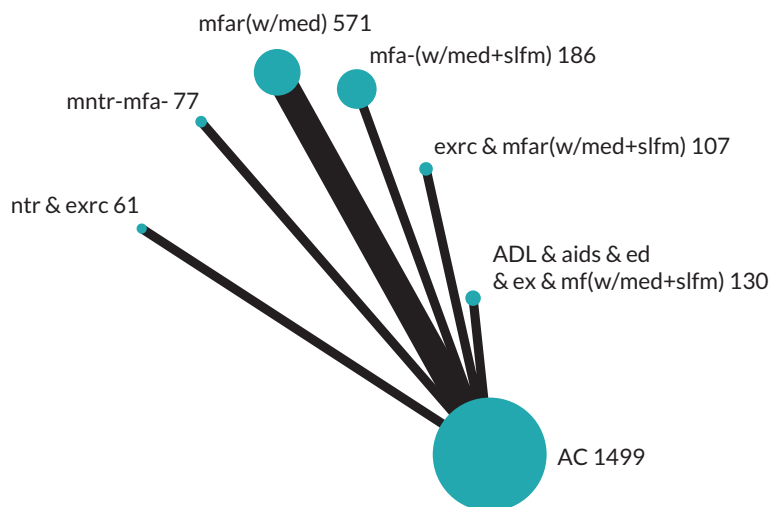 mfar(w/med) 571
mfa-(w/med+slfm) 186
mntr-mfa- 77
exrc & mfar(w/med+slfm) 107
ntr & exrc 61
ADL & aids & ed
& ex & mf(w/med+slfm) 130
AC 1499